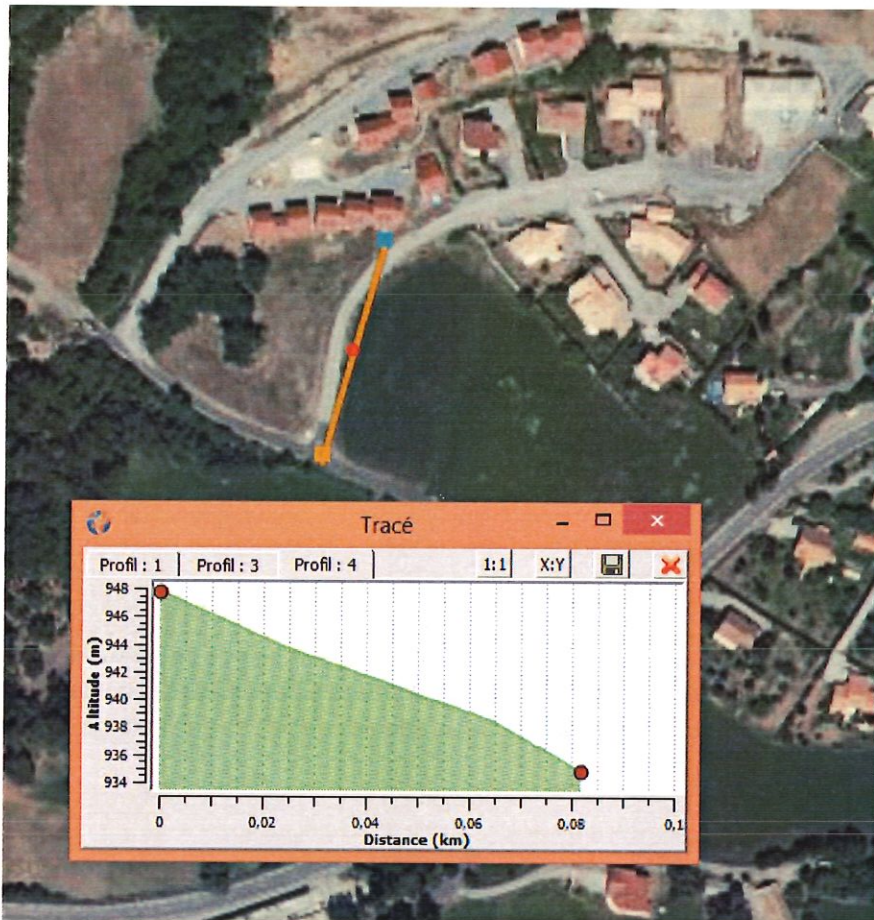 Tracé
Profil : 1 Profil : 3 Profil : 4 1:1 X:Y
948
946
944
942
940
938
936
934
Altitude (m)
0 0,02 0,04 0,06 0,08 0,1
Distance (km)